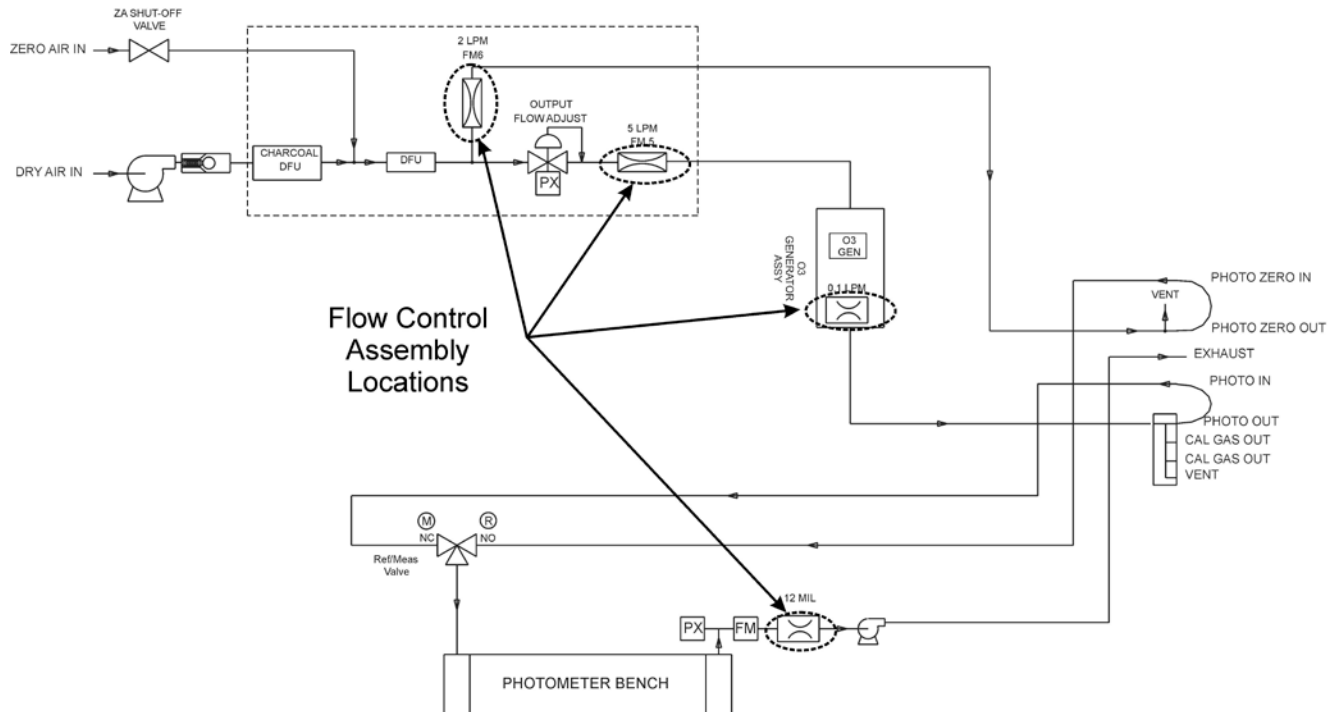 ZA SHUT-OFF
VALVE
ZERO AIR IN
2 LPM
FM6
OUTPUT
FLOW ADJUST
5 LPM
FM 5
CHARCOAL
DFU
DFU
DRY AIR IN
PX
O3
GEN
O3
GENERATOR
ASSY
0.1 LPM
Flow Control
Assembly
Locations
PHOTO ZERO IN
VENT
PHOTO ZERO OUT
EXHAUST
PHOTO IN
PHOTO OUT
CAL GAS OUT
CAL GAS OUT
VENT
M
R
NC
NO
Ref/Meas
Valve
12 MIL
PX
FM
PHOTOMETER BENCH